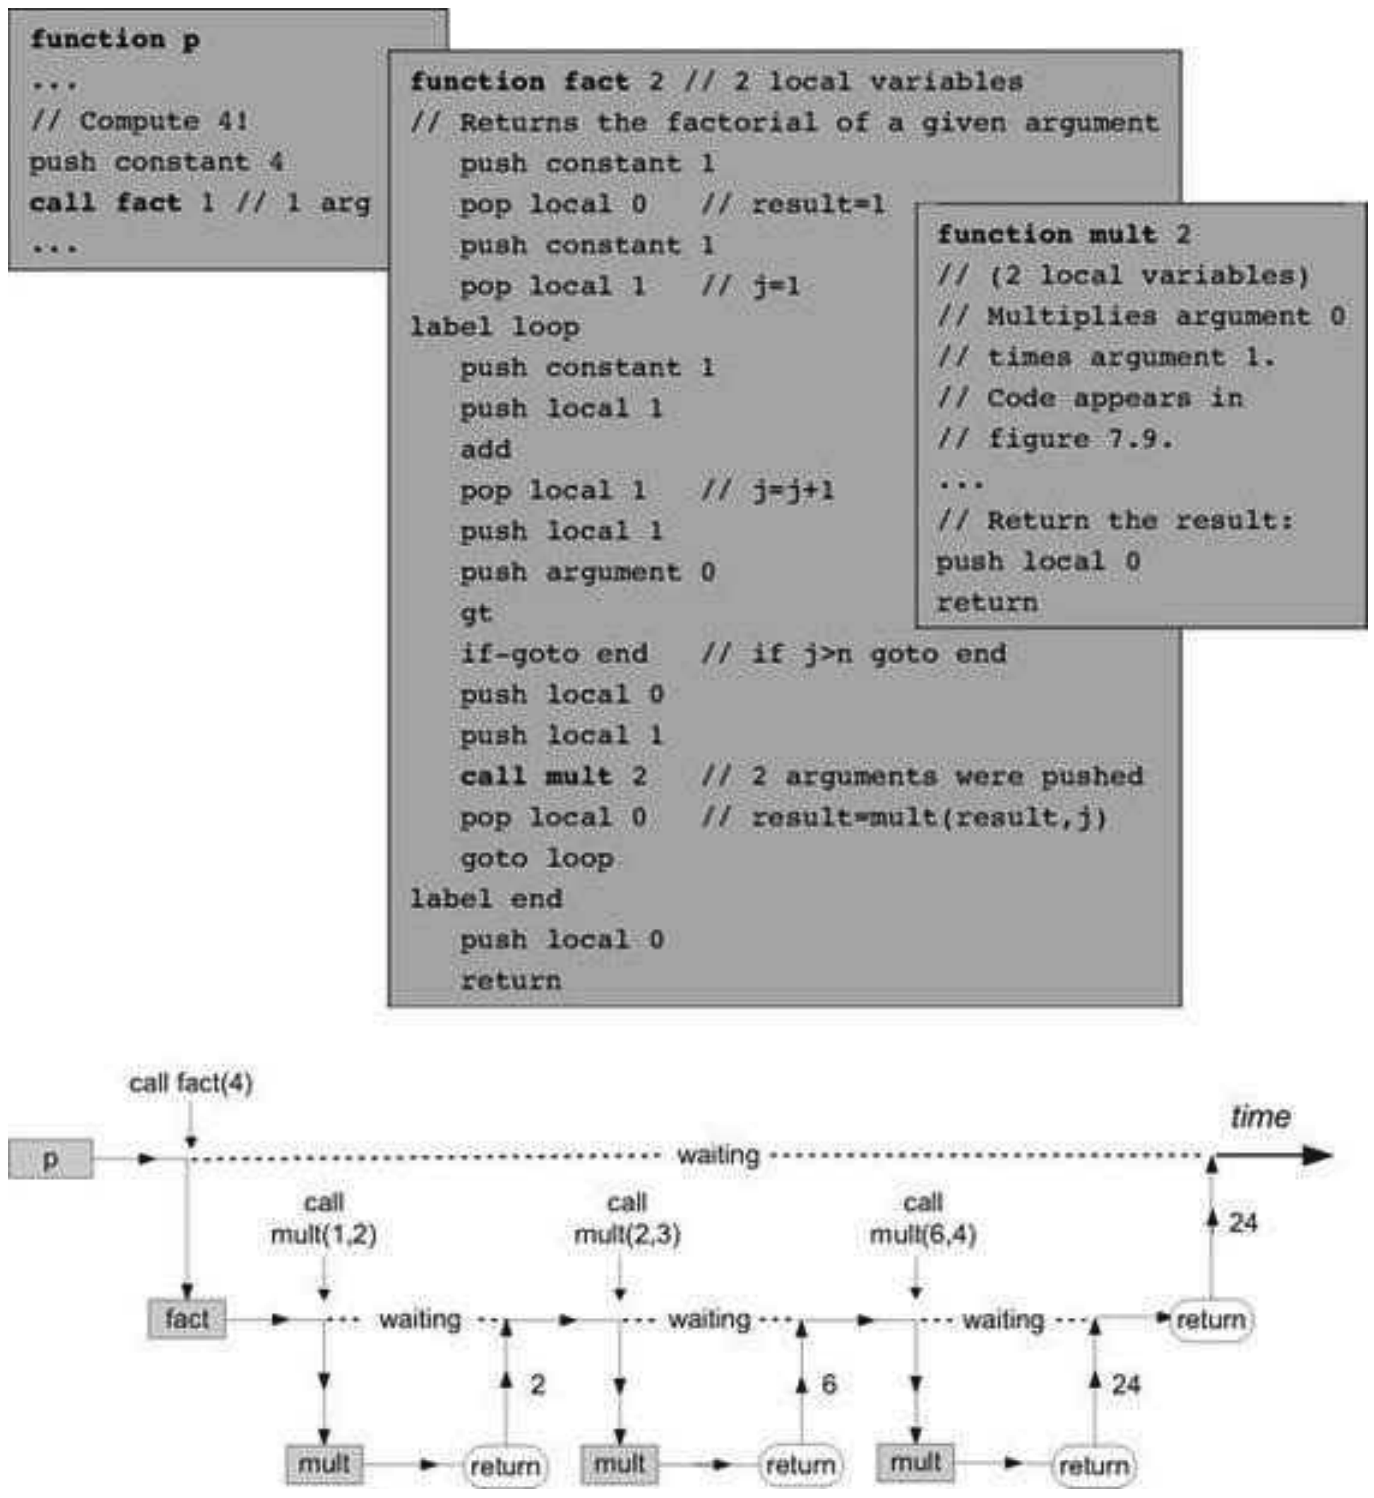 function p
...
// Compute 4!
push constant 4
call fact 1 // 1 arg
...
function fact 2 // 2 local variables
// Returns the factorial of a given argument
push constant 1
pop local 0 // result=1
push constant 1
pop local 1 // j=1
label loop
push constant 1
push local 1
add
pop local 1 // j=j+1
push local 1
push argument 0
gt
if-goto end // if j>n goto end
push local 0
push local 1
call mult 2 // 2 arguments were pushed
pop local 0 // result=mult(result,j)
goto loop
label end
push local 0
return
function mult 2
// (2 local variables)
// Multiplies argument 0
// times argument 1.
// Code appears in
// figure 7.9.
...
// Return the result:
push local 0
return
call fact(4)
time
p
waiting
call
mult(1,2)
call
mult(2,3)
call
mult(6,4)
24
fact
waiting
waiting
waiting
return
2
6
24
mult
return
mult
return
mult
return